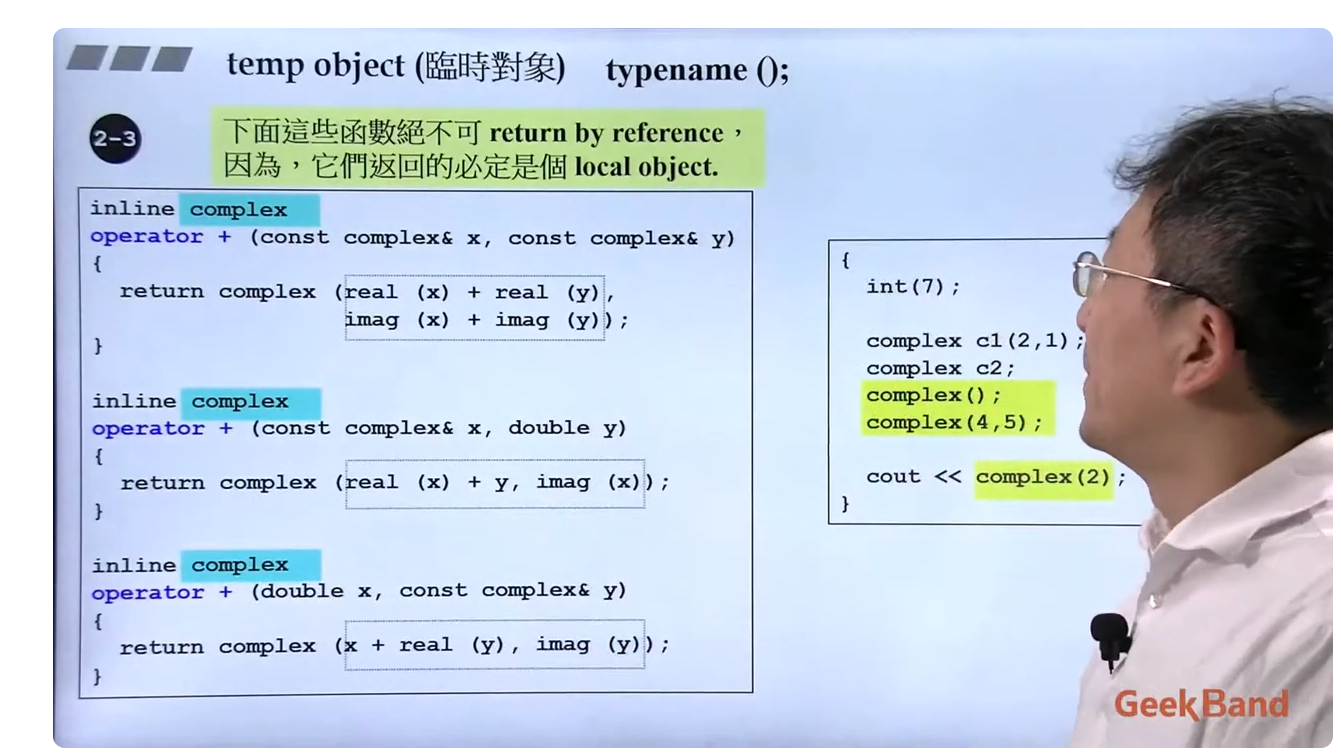 temp object (臨時對象) typename ();
2-3
下面這些函數絕不可 return by reference，
因為，它們返回的必定是個 local object.
inline complex
operator + (const complex& x, const complex& y)
{
return complex (real (x) + real (y),
imag (x) + imag (y));
}
inline complex
operator + (const complex& x, double y)
{
return complex (real (x) + y, imag (x));
}
inline complex
operator + (double x, const complex& y)
{
return complex (x + real (y), imag (y));
}
{
int(7);
complex c1(2,1);
complex c2;
complex();
complex(4,5);
cout << complex(2);
}
GeekBand